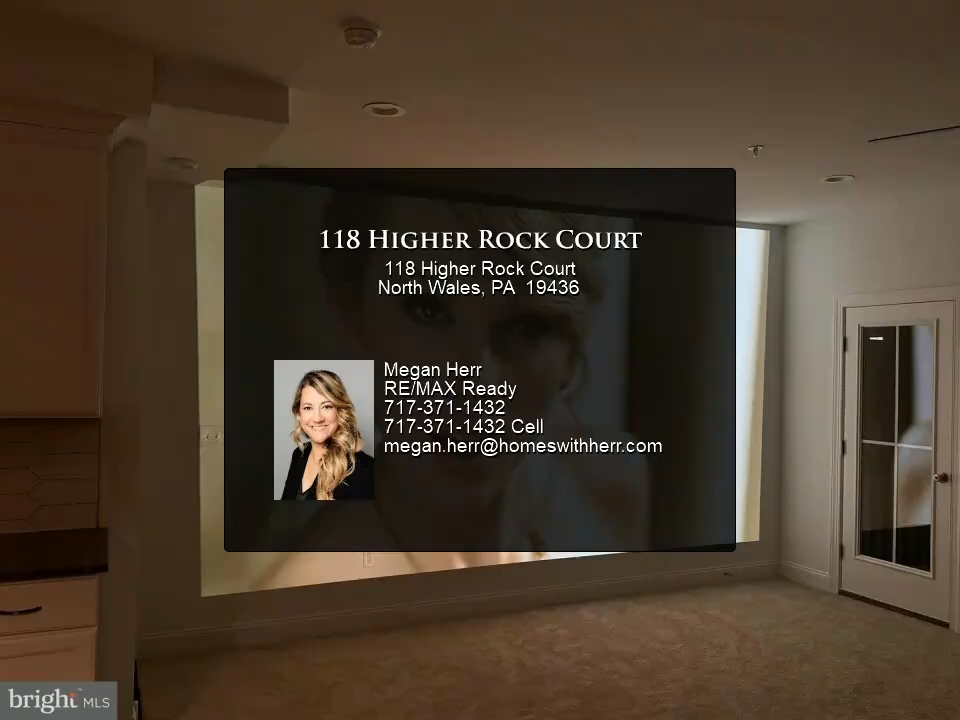 118 Higher Rock Court
118 Higher Rock Court
North Wales, PA 19436
Megan Herr
RE/MAX Ready
717-371-1432
717-371-1432 Cell
megan.herr@homeswithherr.com
bright MLS